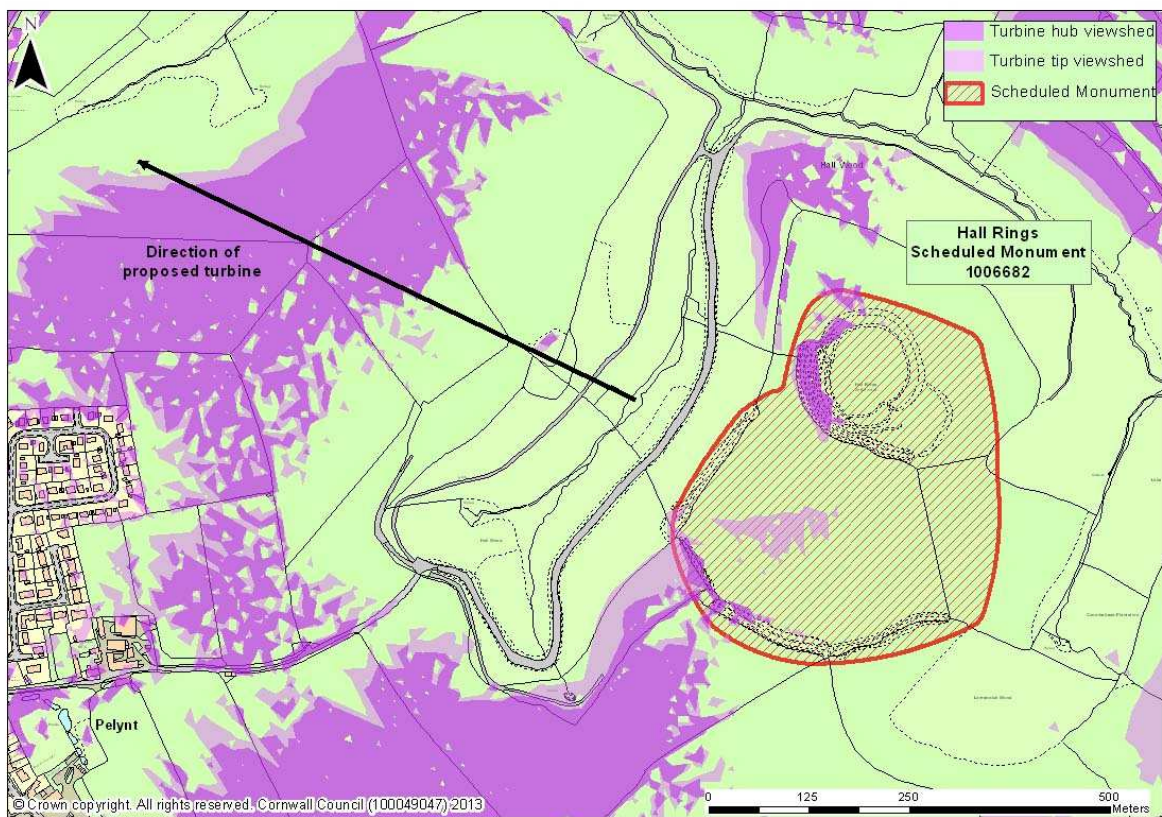 N
Turbine hub viewshed
Turbine tip viewshed
Scheduled Monument
Hall Wood
Hall Rings
Scheduled Monument
1006682
Direction of
proposed turbine
Pelynt
0 125 250 500
Meters
© Crown copyright. All rights reserved. Cornwall Council (100049047) 2013